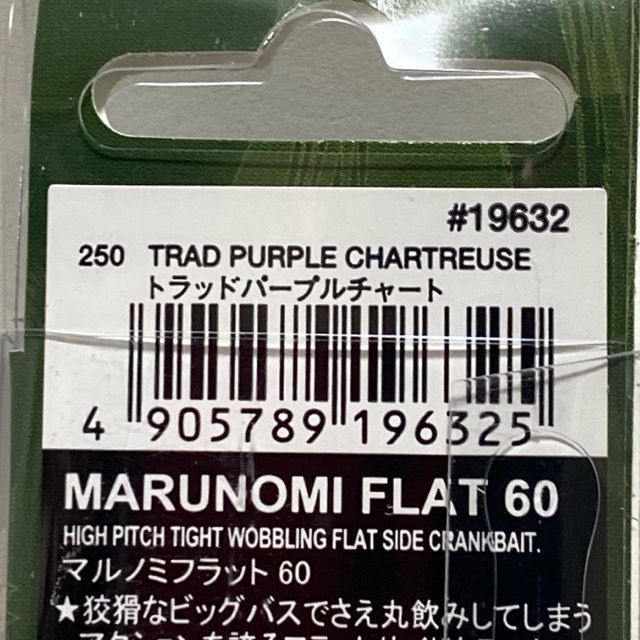 #19632
250 TRAD PURPLE CHARTREUSE
トラッドパープルチャート
4 905789 196325
MARUNOMI FLAT 60
HIGH PITCH TIGHT WOBBLING FLAT SIDE CRANKBAIT.
マルノミフラット 60
★狡猾なビッグバスでさえ丸飲みしてしまう